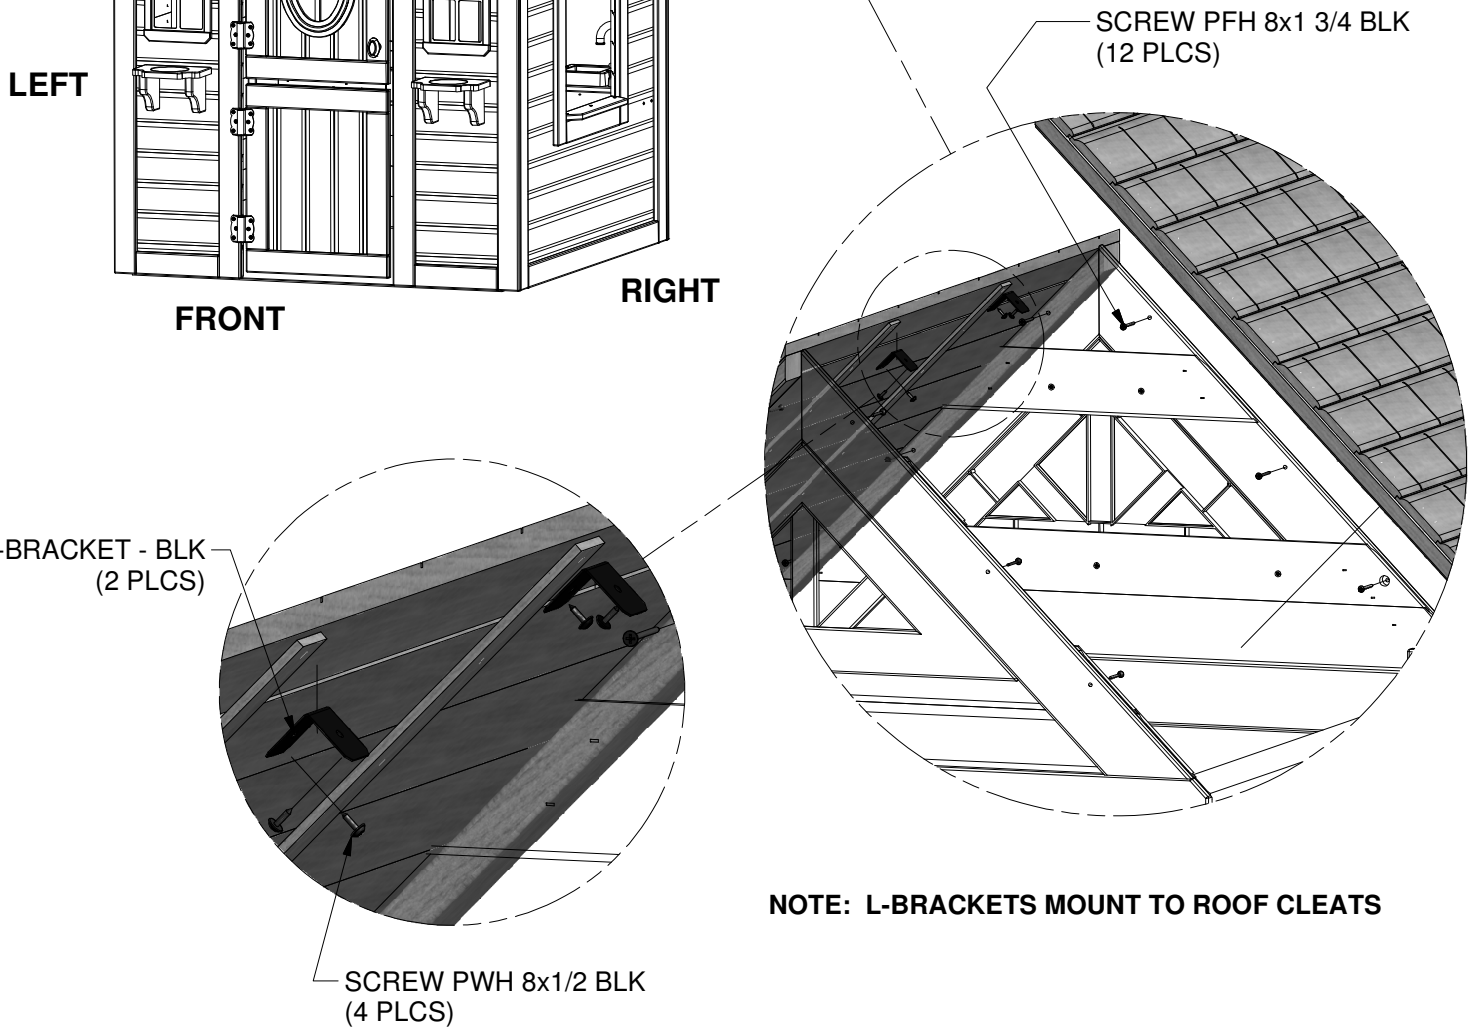 SCREW PFH 8x1 3/4 BLK
(12 PLCS)
LEFT
RIGHT
FRONT
-BRACKET - BLK
(2 PLCS)
NOTE: L-BRACKETS MOUNT TO ROOF CLEATS
SCREW PWH 8x1/2 BLK
(4 PLCS)